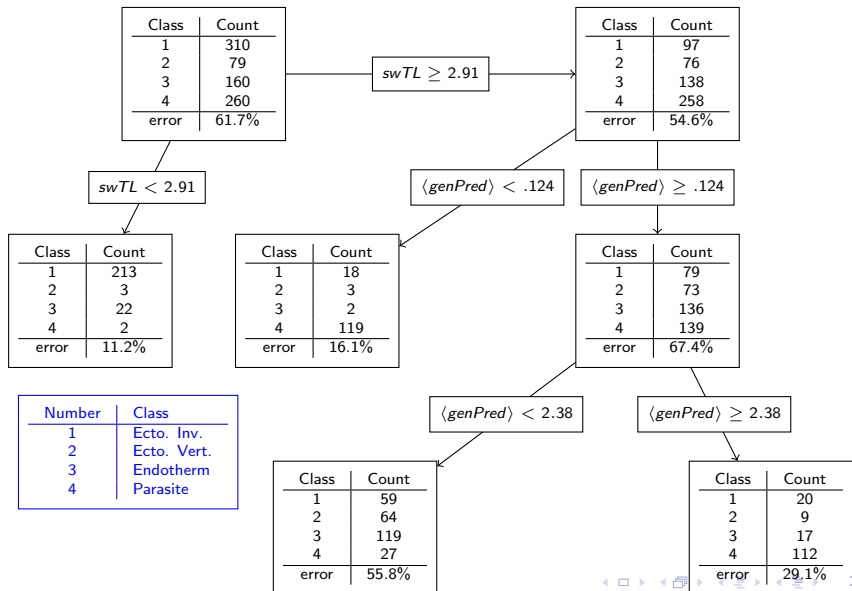 Class Count
1 310
2 79
3 160
4 260
error 61.7%
swTL ≥ 2.91
Class Count
1 97
2 76
3 138
4 258
error 54.6%
swTL < 2.91
⟨genPred⟩ < .124
⟨genPred⟩ ≥ .124
Class Count
1 213
2 3
3 22
4 2
error 11.2%
Class Count
1 18
2 3
3 2
4 119
error 16.1%
Class Count
1 79
2 73
3 136
4 139
error 67.4%
Number Class
1 Ecto. Inv.
2 Ecto. Vert.
3 Endotherm
4 Parasite
⟨genPred⟩ < 2.38
⟨genPred⟩ ≥ 2.38
Class Count
1 59
2 64
3 119
4 27
error 55.8%
Class Count
1 20
2 9
3 17
4 112
error 29.1%